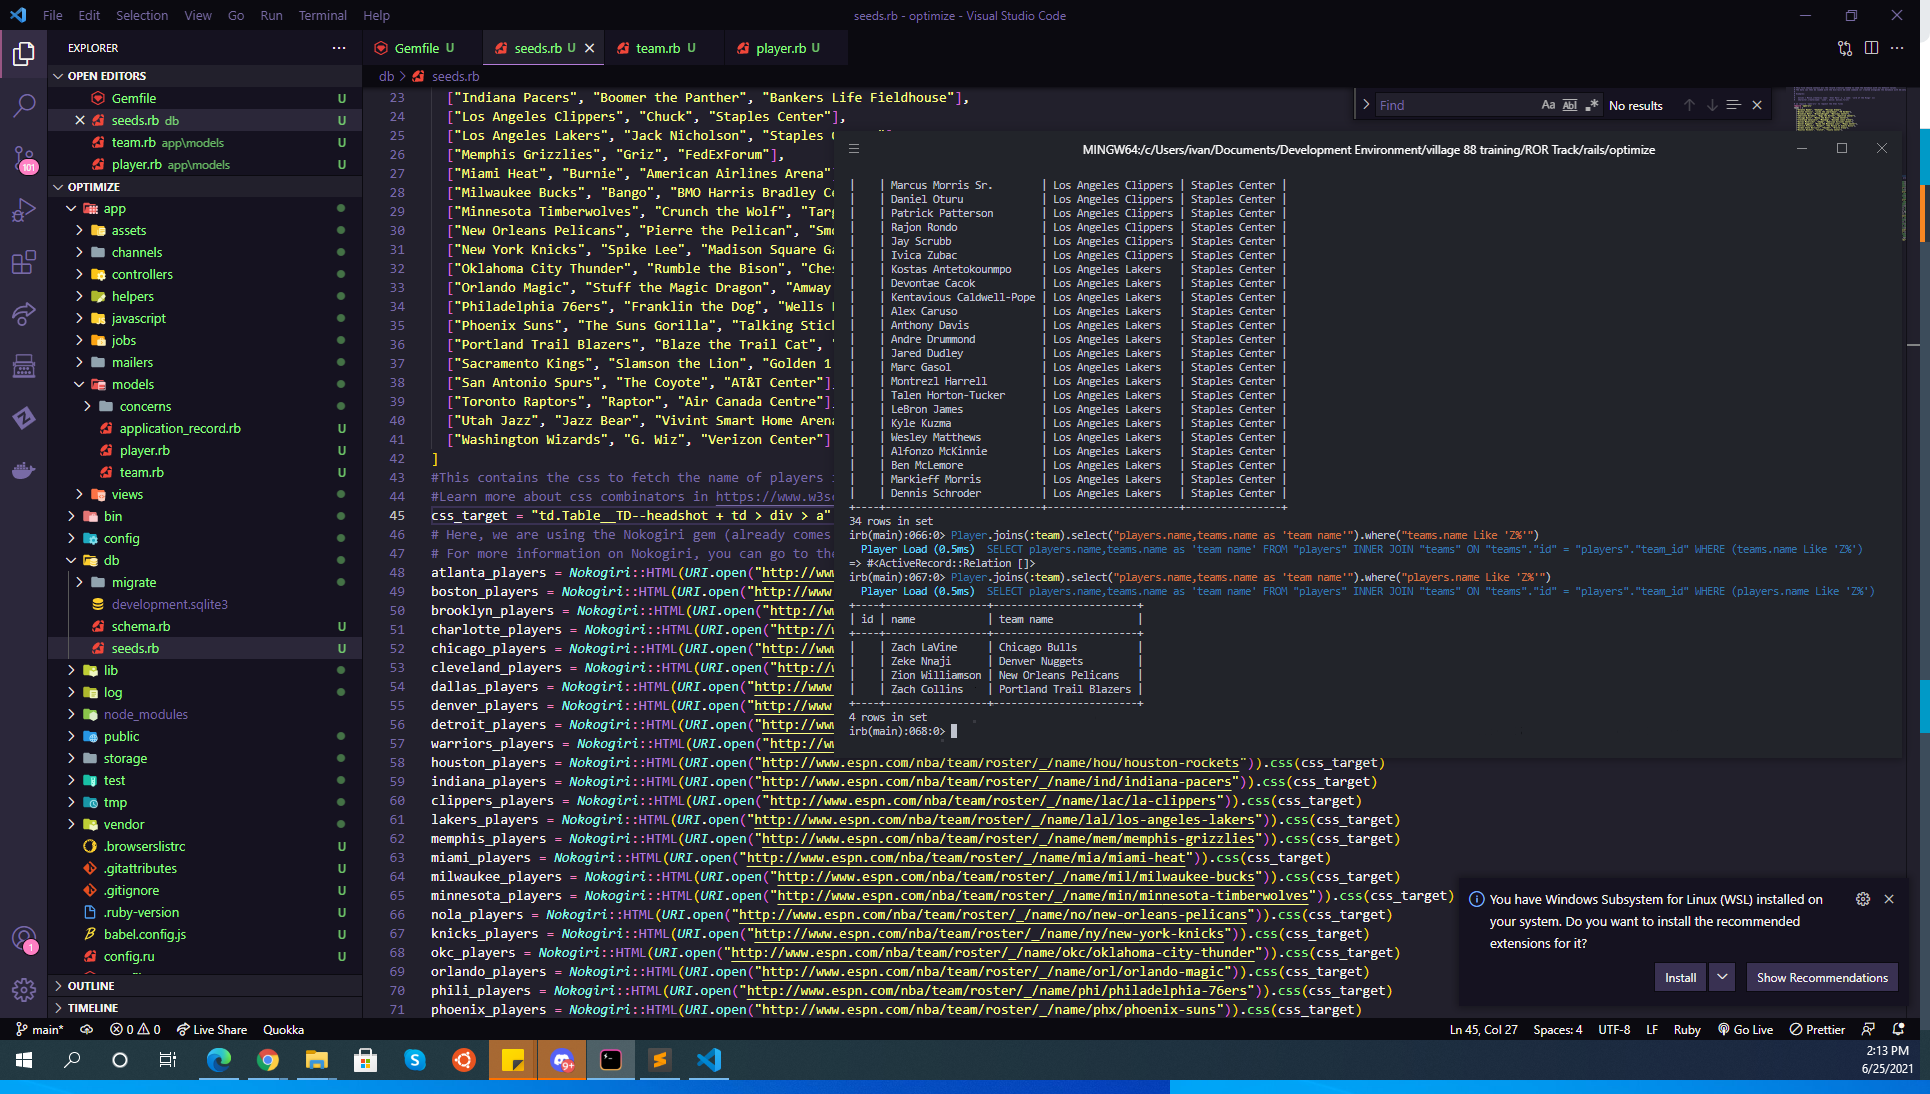 File Edit Selection View Go Run Terminal Help
seeds.rb - optimize - Visual Studio Code
EXPLORER
Gemfile U
seeds.rb U
team.rb U
player.rb U
OPEN EDITORS
Gemfile U
seeds.rb db U
team.rb app\models U
player.rb app\models U
101
OPTIMIZE
app
assets
channels
controllers
helpers
javascript
jobs
mailers
models
concerns
application_record.rb U
player.rb U
team.rb U
views
bin
config
db
migrate
development.sqlite3
schema.rb U
seeds.rb U
lib
log
node_modules
public
storage
test
tmp
vendor
.browserslistrc U
.gitattributes U
.gitignore U
.ruby-version U
babel.config.js U
config.ru U
OUTLINE
TIMELINE
1
db > seeds.rb
Find
Aa Ab .*
No results
23 ["Indiana Pacers", "Boomer the Panther", "Bankers Life Fieldhouse"],
24 ["Los Angeles Clippers", "Chuck", "Staples Center"],
25 ["Los Angeles Lakers", "Jack Nicholson", "Staples
26 ["Memphis Grizzlies", "Griz", "FedExForum"],
27 ["Miami Heat", "Burnie", "American Airlines Arena"
28 ["Milwaukee Bucks", "Bango", "BMO Harris Bradley Ce
29 ["Minnesota Timberwolves", "Crunch the Wolf", "Targ
30 ["New Orleans Pelicans", "Pierre the Pelican", "Smo
31 ["New York Knicks", "Spike Lee", "Madison Square Ga
32 ["Oklahoma City Thunder", "Rumble the Bison", "Ches
33 ["Orlando Magic", "Stuff the Magic Dragon", "Amway
34 ["Philadelphia 76ers", "Franklin the Dog", "Wells
35 ["Phoenix Suns", "The Suns Gorilla", "Talking Stick
36 ["Portland Trail Blazers", "Blaze the Trail Cat", "
37 ["Sacramento Kings", "Slamson the Lion", "Golden 1
38 ["San Antonio Spurs", "The Coyote", "AT&T Center"]
39 ["Toronto Raptors", "Raptor", "Air Canada Centre"]
40 ["Utah Jazz", "Jazz Bear", "Vivint Smart Home Arena
41 ["Washington Wizards", "G. Wiz", "Verizon Center"]
42 ]
43 #This contains the css to fetch the name of players
44 #Learn more about css combinators in https://www.w3sc
45 css_target = "td.Table__TD--headshot + td > div > a"
46 # Here, we are using the Nokogiri gem (already comes
47 # For more information on Nokogiri, you can go to the
48 atlanta_players = Nokogiri::HTML(URI.open("http://ww
49 boston_players = Nokogiri::HTML(URI.open("http://www
50 brooklyn_players = Nokogiri::HTML(URI.open("http://w
51 charlotte_players = Nokogiri::HTML(URI.open("http://w
52 chicago_players = Nokogiri::HTML(URI.open("http://ww
53 cleveland_players = Nokogiri::HTML(URI.open("http://w
54 dallas_players = Nokogiri::HTML(URI.open("http://www
55 denver_players = Nokogiri::HTML(URI.open("http://www
56 detroit_players = Nokogiri::HTML(URI.open("http://ww
57 warriors_players = Nokogiri::HTML(URI.open("http://w
58 houston_players = Nokogiri::HTML(URI.open("http://www.espn.com/nba/team/roster/_/name/hou/houston-rockets")).css(css_target)
59 indiana_players = Nokogiri::HTML(URI.open("http://www.espn.com/nba/team/roster/_/name/ind/indiana-pacers")).css(css_target)
60 clippers_players = Nokogiri::HTML(URI.open("http://www.espn.com/nba/team/roster/_/name/lac/la-clippers")).css(css_target)
61 lakers_players = Nokogiri::HTML(URI.open("http://www.espn.com/nba/team/roster/_/name/lal/los-angeles-lakers")).css(css_target)
62 memphis_players = Nokogiri::HTML(URI.open("http://www.espn.com/nba/team/roster/_/name/mem/memphis-grizzlies")).css(css_target)
63 miami_players = Nokogiri::HTML(URI.open("http://www.espn.com/nba/team/roster/_/name/mia/miami-heat")).css(css_target)
64 milwaukee_players = Nokogiri::HTML(URI.open("http://www.espn.com/nba/team/roster/_/name/mil/milwaukee-bucks")).css(css_target)
65 minnesota_players = Nokogiri::HTML(URI.open("http://www.espn.com/nba/team/roster/_/name/min/minnesota-timberwolves")).css(css_target)
66 nola_players = Nokogiri::HTML(URI.open("http://www.espn.com/nba/team/roster/_/name/no/new-orleans-pelicans")).css(css_target)
67 knicks_players = Nokogiri::HTML(URI.open("http://www.espn.com/nba/team/roster/_/name/ny/new-york-knicks")).css(css_target)
68 okc_players = Nokogiri::HTML(URI.open("http://www.espn.com/nba/team/roster/_/name/okc/oklahoma-city-thunder")).css(css_target)
69 orlando_players = Nokogiri::HTML(URI.open("http://www.espn.com/nba/team/roster/_/name/orl/orlando-magic")).css(css_target)
70 phili_players = Nokogiri::HTML(URI.open("http://www.espn.com/nba/team/roster/_/name/phi/philadelphia-76ers")).css(css_target)
71 phoenix_players = Nokogiri::HTML(URI.open("http://www.espn.com/nba/team/roster/_/name/phx/phoenix-suns")).css(css_target)
MINGW64:/c/Users/ivan/Documents/Development Environment/village 88 training/ROR Track/rails/optimize
| | Marcus Morris Sr. | Los Angeles Clippers | Staples Center |
| | Daniel Oturu | Los Angeles Clippers | Staples Center |
| | Patrick Patterson | Los Angeles Clippers | Staples Center |
| | Rajon Rondo | Los Angeles Clippers | Staples Center |
| | Jay Scrubb | Los Angeles Clippers | Staples Center |
| | Ivica Zubac | Los Angeles Clippers | Staples Center |
| | Kostas Antetokounmpo | Los Angeles Lakers | Staples Center |
| | Devontae Cacok | Los Angeles Lakers | Staples Center |
| | Kentavious Caldwell-Pope | Los Angeles Lakers | Staples Center |
| | Alex Caruso | Los Angeles Lakers | Staples Center |
| | Anthony Davis | Los Angeles Lakers | Staples Center |
| | Andre Drummond | Los Angeles Lakers | Staples Center |
| | Jared Dudley | Los Angeles Lakers | Staples Center |
| | Marc Gasol | Los Angeles Lakers | Staples Center |
| | Montrezl Harrell | Los Angeles Lakers | Staples Center |
| | Talen Horton-Tucker | Los Angeles Lakers | Staples Center |
| | LeBron James | Los Angeles Lakers | Staples Center |
| | Kyle Kuzma | Los Angeles Lakers | Staples Center |
| | Wesley Matthews | Los Angeles Lakers | Staples Center |
| | Alfonzo McKinnie | Los Angeles Lakers | Staples Center |
| | Ben McLemore | Los Angeles Lakers | Staples Center |
| | Markieff Morris | Los Angeles Lakers | Staples Center |
| | Dennis Schroder | Los Angeles Lakers | Staples Center |
34 rows in set
irb(main):066:0> Player.joins(:team).select("players.name,teams.name as 'team name'").where("teams.name Like 'Z%'")
Player Load (0.5ms) SELECT players.name,teams.name as 'team name' FROM "players" INNER JOIN "teams" ON "teams"."id" = "players"."team_id" WHERE (teams.name Like 'Z%')
=> #<ActiveRecord::Relation []>
irb(main):067:0> Player.joins(:team).select("players.name,teams.name as 'team name'").where("players.name Like 'Z%'")
Player Load (0.5ms) SELECT players.name,teams.name as 'team name' FROM "players" INNER JOIN "teams" ON "teams"."id" = "players"."team_id" WHERE (players.name Like 'Z%')
| id | name | team name |
| | Zach LaVine | Chicago Bulls |
| | Zeke Nnaji | Denver Nuggets |
| | Zion Williamson | New Orleans Pelicans |
| | Zach Collins | Portland Trail Blazers |
4 rows in set
irb(main):068:0>
You have Windows Subsystem for Linux (WSL) installed on
your system. Do you want to install the recommended
extensions for it?
Install
Show Recommendations
main* 0 0 Live Share Quokka
Ln 45, Col 27 Spaces: 4 UTF-8 LF Ruby Go Live Prettier
9+
2:13 PM
6/25/2021